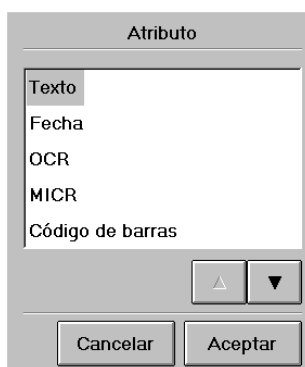 Atributo
Texto
Fecha
OCR
MICR
Código de barras
Cancelar Aceptar